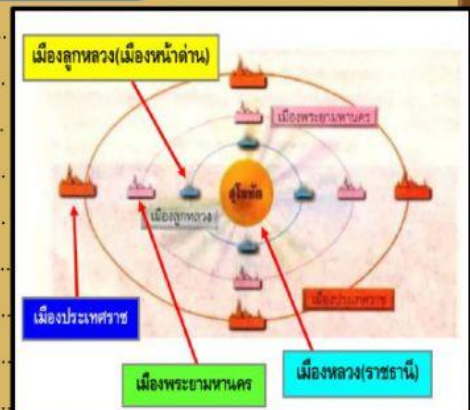 เมืองลูกหลวง(เมืองหน้าด่าน)
เมืองพระยามหานคร
สุโขทัย
เมืองลูกหลวง
เมืองประเทศราช
เมืองประเทศราช
เมืองพระยามหานคร
เมืองหลวง(ราชธานี)